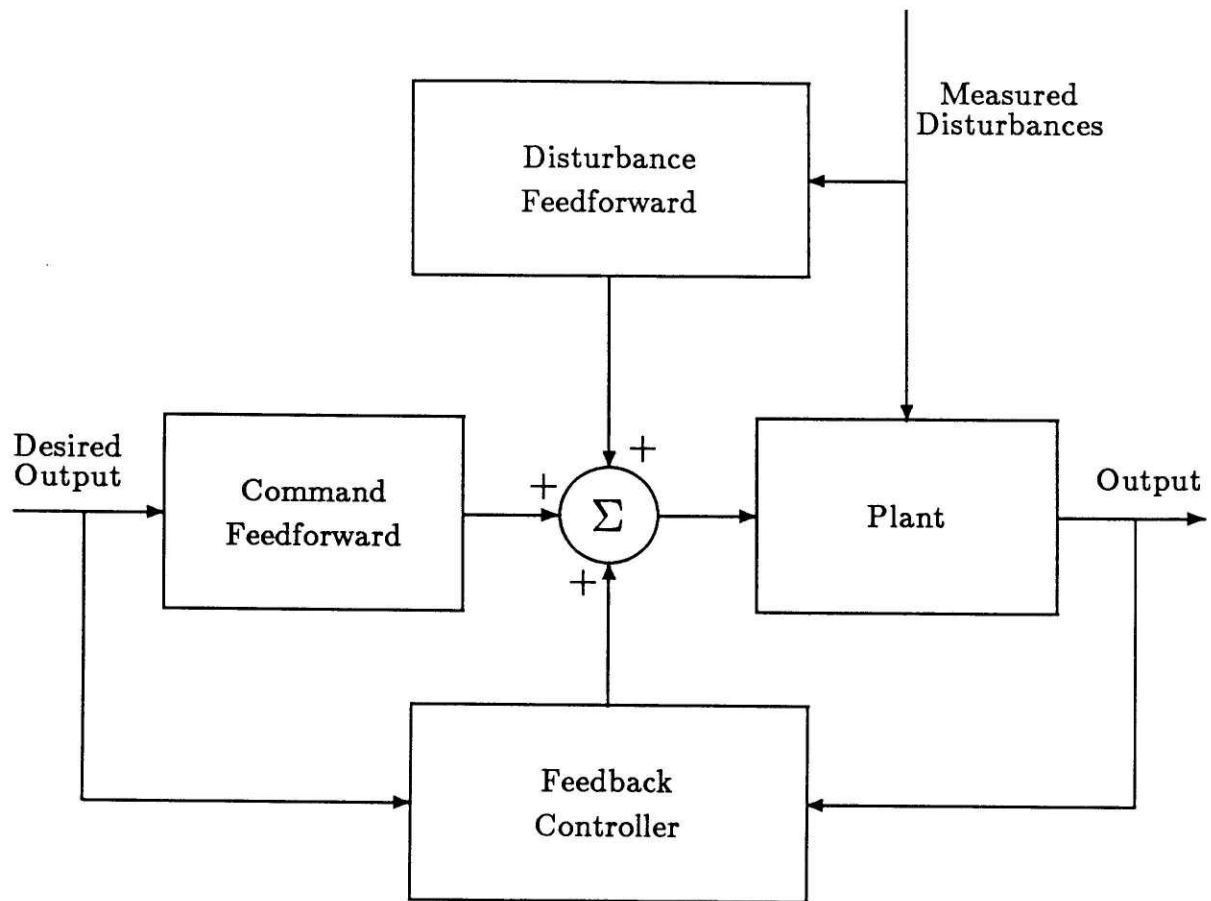 Measured
Disturbances
Disturbance
Feedforward
+
Desired
Output
Command
Feedforward
+
Σ
Plant
Output
+
Feedback
Controller